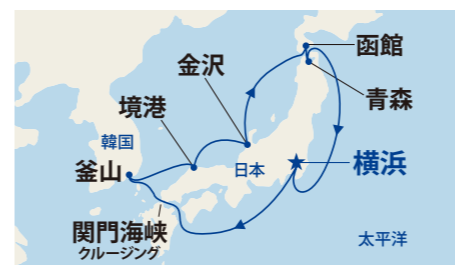 函館
金沢
青森
境港
韓国
釜山
日本
横浜
関門海峡
クルージング
太平洋